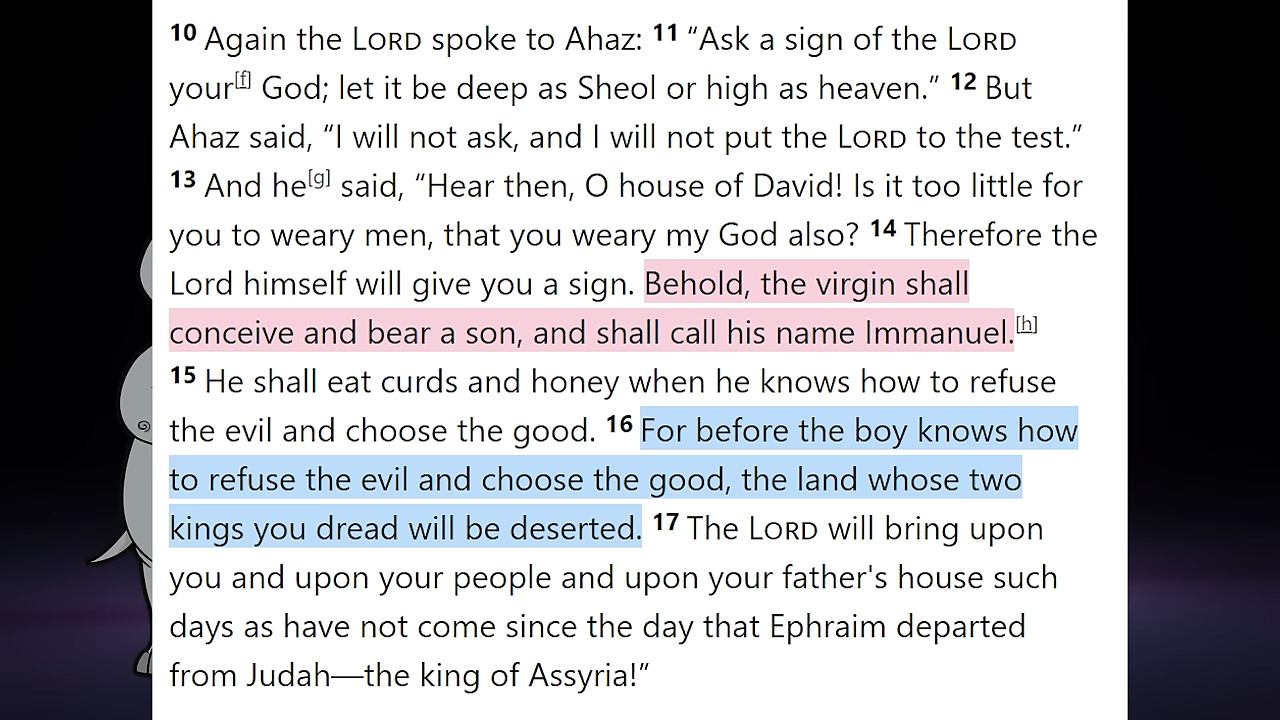 10 Again the LORD spoke to Ahaz: 11 “Ask a sign of the LORD
your[f] God; let it be deep as Sheol or high as heaven.” 12 But
Ahaz said, “I will not ask, and I will not put the LORD to the test.”
13 And he[g] said, “Hear then, O house of David! Is it too little for
you to weary men, that you weary my God also? 14 Therefore the
Lord himself will give you a sign. Behold, the virgin shall
conceive and bear a son, and shall call his name Immanuel.[h]
15 He shall eat curds and honey when he knows how to refuse
the evil and choose the good. 16 For before the boy knows how
to refuse the evil and choose the good, the land whose two
kings you dread will be deserted. 17 The LORD will bring upon
you and upon your people and upon your father's house such
days as have not come since the day that Ephraim departed
from Judah—the king of Assyria!”